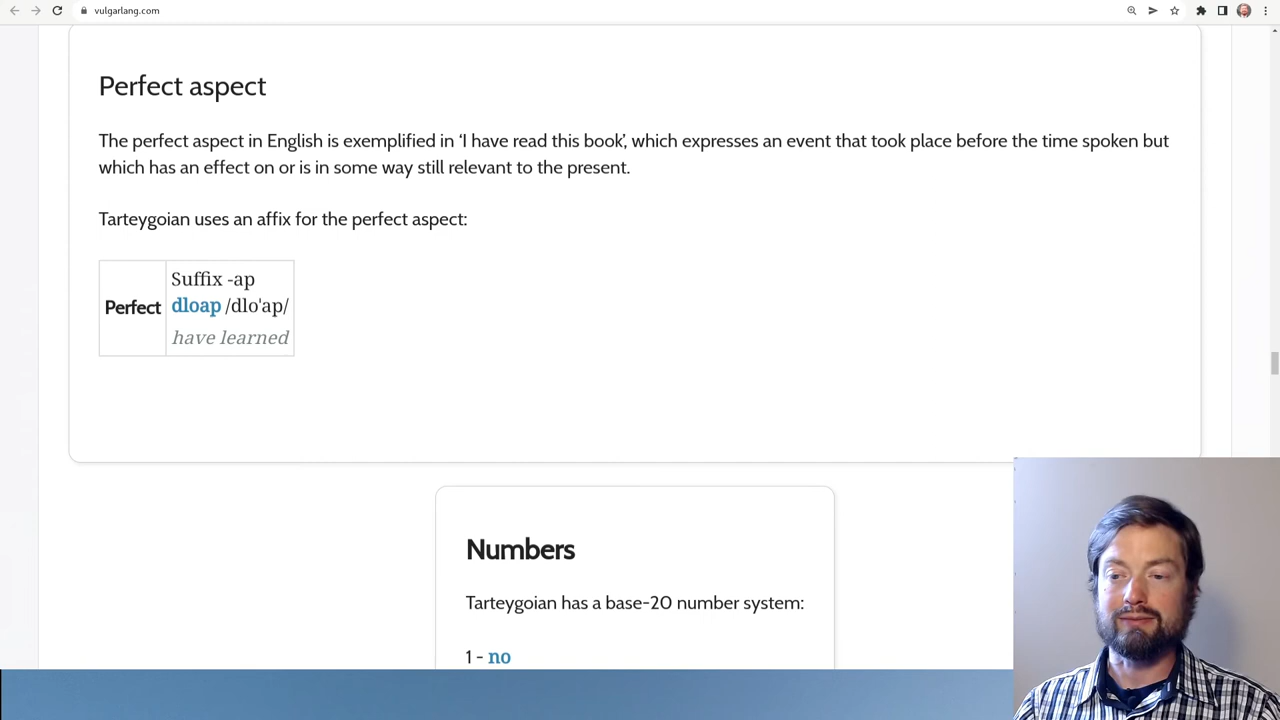 vulgarlang.com
Perfect aspect
The perfect aspect in English is exemplified in ‘I have read this book’, which expresses an event that took place before the time spoken but
which has an effect on or is in some way still relevant to the present.
Tarteygoian uses an affix for the perfect aspect:
Suffix -ap
Perfect dloap /dloˈap/
have learned
Numbers
Tarteygoian has a base-20 number system:
1 - no